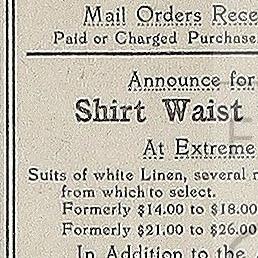 Mail Orders Rece
Paid or Charged Purchase
Announce for
Shirt Waist
At Extreme
Suits of white Linen, several
from which to select.
Formerly $14.00 to $18.00
Formerly $21.00 to $26.00
In Addition to the